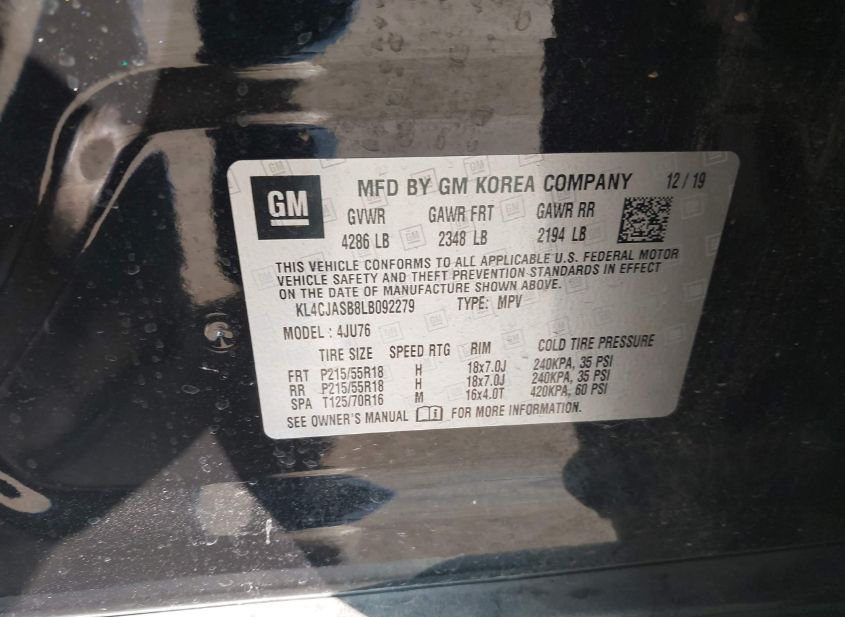 GM MFD BY GM KOREA COMPANY 12 / 19
GVWR GAWR FRT GAWR RR
4286 LB 2348 LB 2194 LB
THIS VEHICLE CONFORMS TO ALL APPLICABLE U.S. FEDERAL MOTOR
VEHICLE SAFETY AND THEFT PREVENTION STANDARDS IN EFFECT
ON THE DATE OF MANUFACTURE SHOWN ABOVE.
KL4CJASB8LB092279 TYPE: MPV
MODEL : 4JU76
TIRE SIZE SPEED RTG RIM COLD TIRE PRESSURE
FRT P215/55R18 H 18x7.0J 240KPA, 35 PSI
RR P215/55R18 H 18x7.0J 240KPA, 35 PSI
SPA T125/70R16 M 16x4.0T 420KPA, 60 PSI
SEE OWNER'S MANUAL FOR MORE INFORMATION.